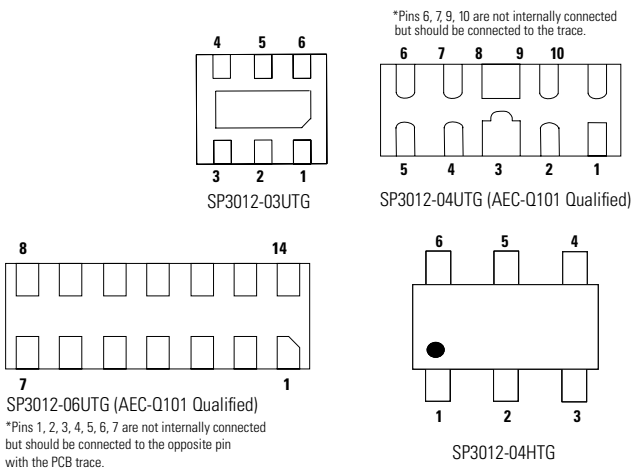 *Pins 6, 7, 9, 10 are not internally connected
but should be connected to the trace.
4 5 6
3 2 1
SP3012-03UTG
6 7 8 9 10
5 4 3 2 1
SP3012-04UTG (AEC-Q101 Qualified)
8 14
7 1
SP3012-06UTG (AEC-Q101 Qualified)
*Pins 1, 2, 3, 4, 5, 6, 7 are not internally connected
but should be connected to the opposite pin
with the PCB trace.
6 5 4
1 2 3
SP3012-04HTG